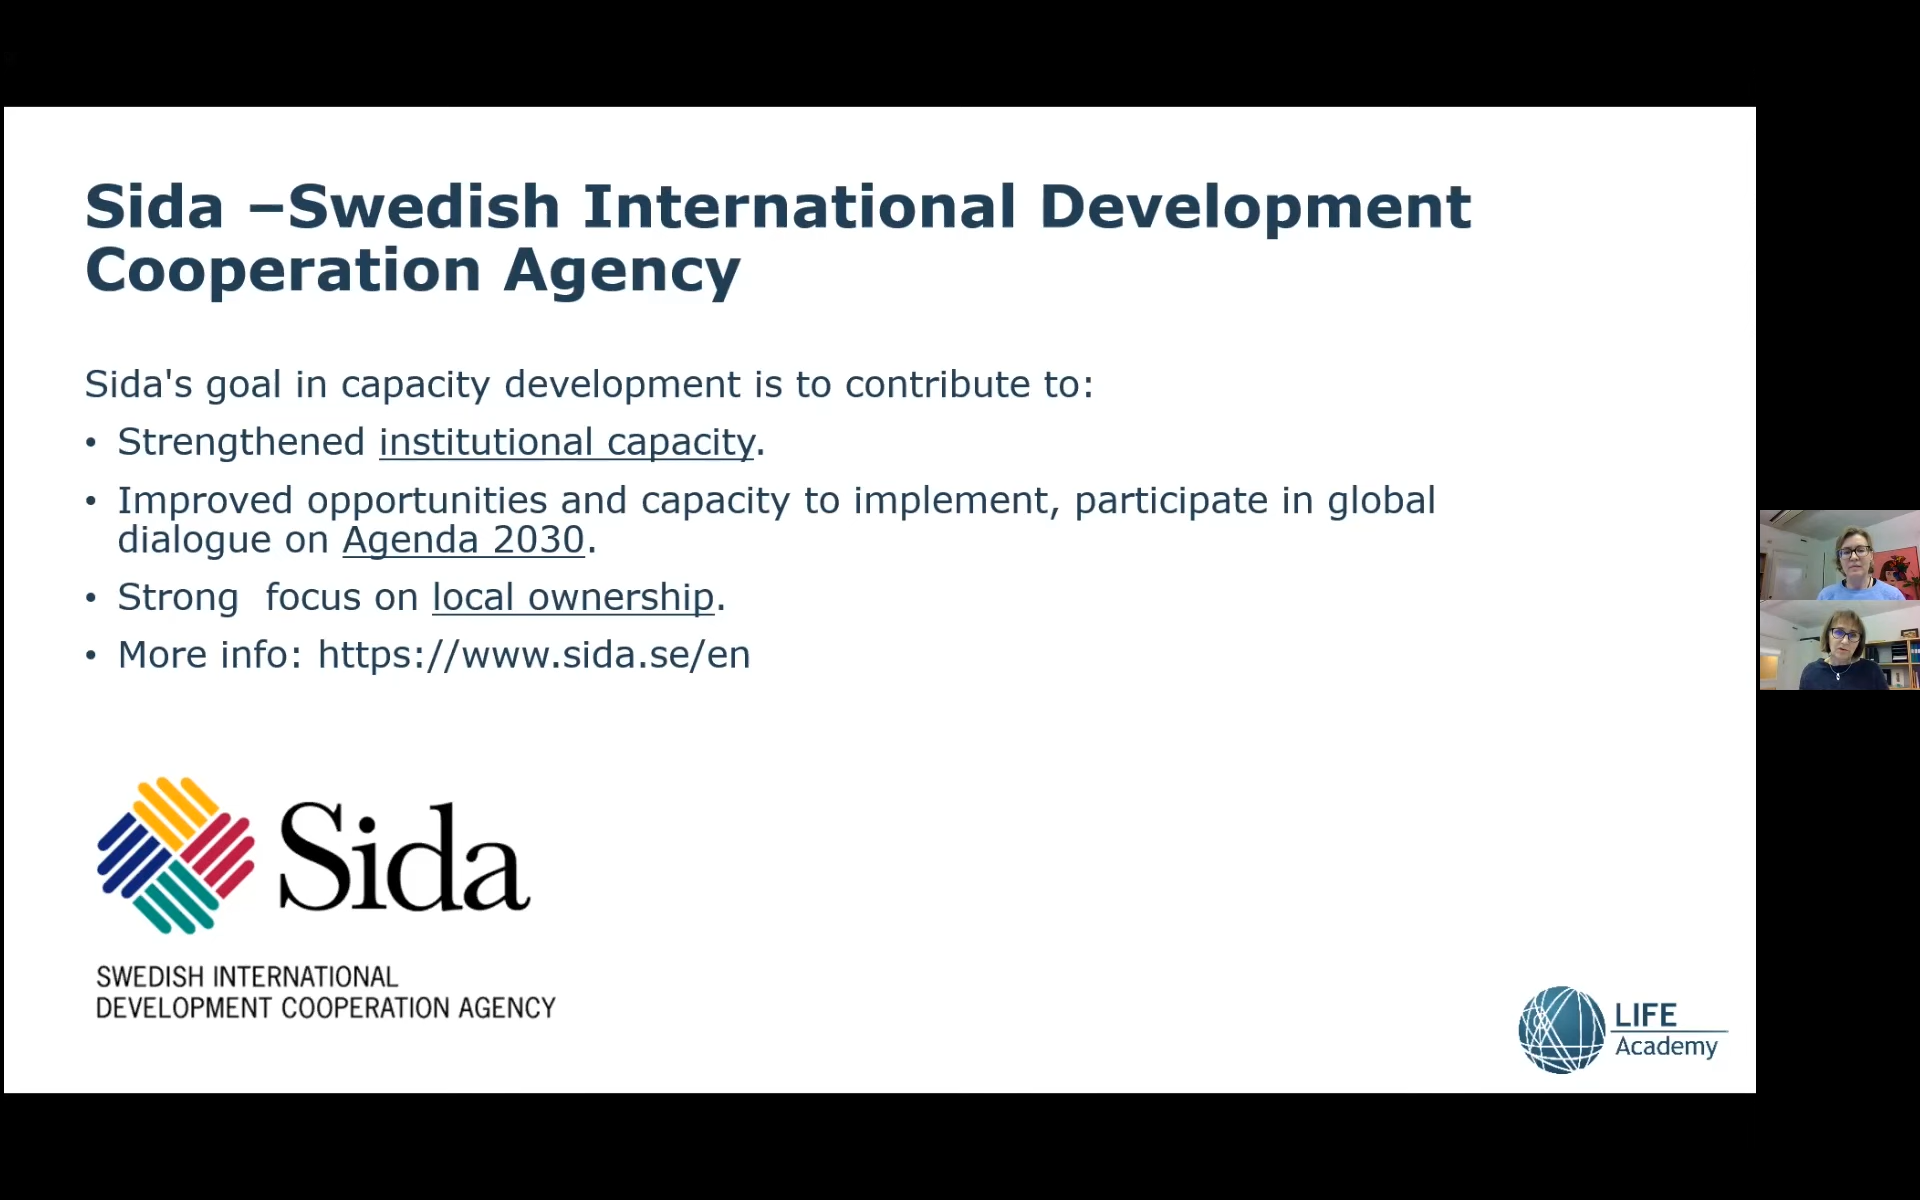 Sida –Swedish International Development
Cooperation Agency
Sida's goal in capacity development is to contribute to:
• Strengthened institutional capacity.
• Improved opportunities and capacity to implement, participate in global
dialogue on Agenda 2030.
• Strong  focus on local ownership.
• More info: https://www.sida.se/en
Sida
SWEDISH INTERNATIONAL
DEVELOPMENT COOPERATION AGENCY
LIFE
Academy